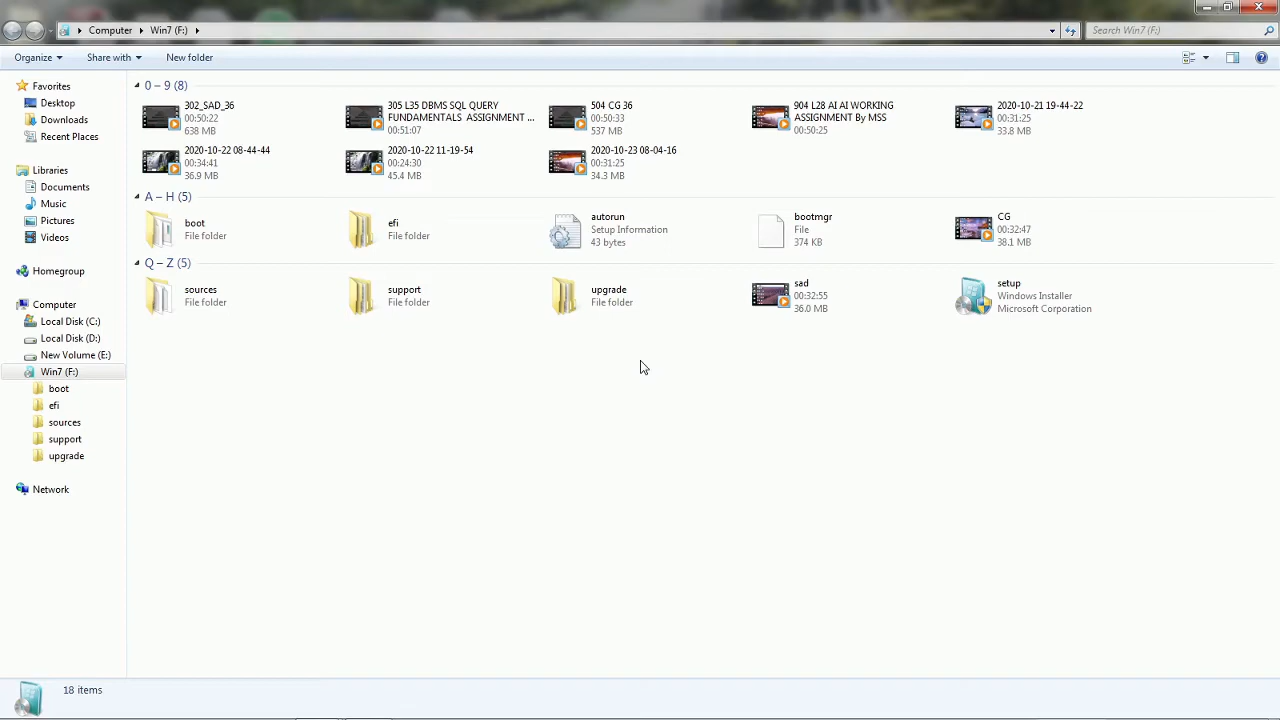 Computer Win7 (F:)
Search Win7 (F:)
Organize Share with New folder
Favorites
Desktop
Downloads
Recent Places
Libraries
Documents
Music
Pictures
Videos
Homegroup
Computer
Local Disk (C:)
Local Disk (D:)
New Volume (E:)
Win7 (F:)
boot
efi
sources
support
upgrade
Network
0 – 9 (8)
302_SAD_36
00:50:22
638 MB
305 L35 DBMS SQL QUERY
FUNDAMENTALS ASSIGNMENT ...
00:51:07
504 CG 36
00:50:33
537 MB
904 L28 AI AI WORKING
ASSIGNMENT By MSS
00:50:25
2020-10-21 19-44-22
00:31:25
33.8 MB
2020-10-22 08-44-44
00:34:41
36.9 MB
2020-10-22 11-19-54
00:24:30
45.4 MB
2020-10-23 08-04-16
00:31:25
34.3 MB
A – H (5)
boot
File folder
efi
File folder
autorun
Setup Information
43 bytes
bootmgr
File
374 KB
CG
00:32:47
38.1 MB
Q – Z (5)
sources
File folder
support
File folder
upgrade
File folder
sad
00:32:55
36.0 MB
setup
Windows Installer
Microsoft Corporation
18 items